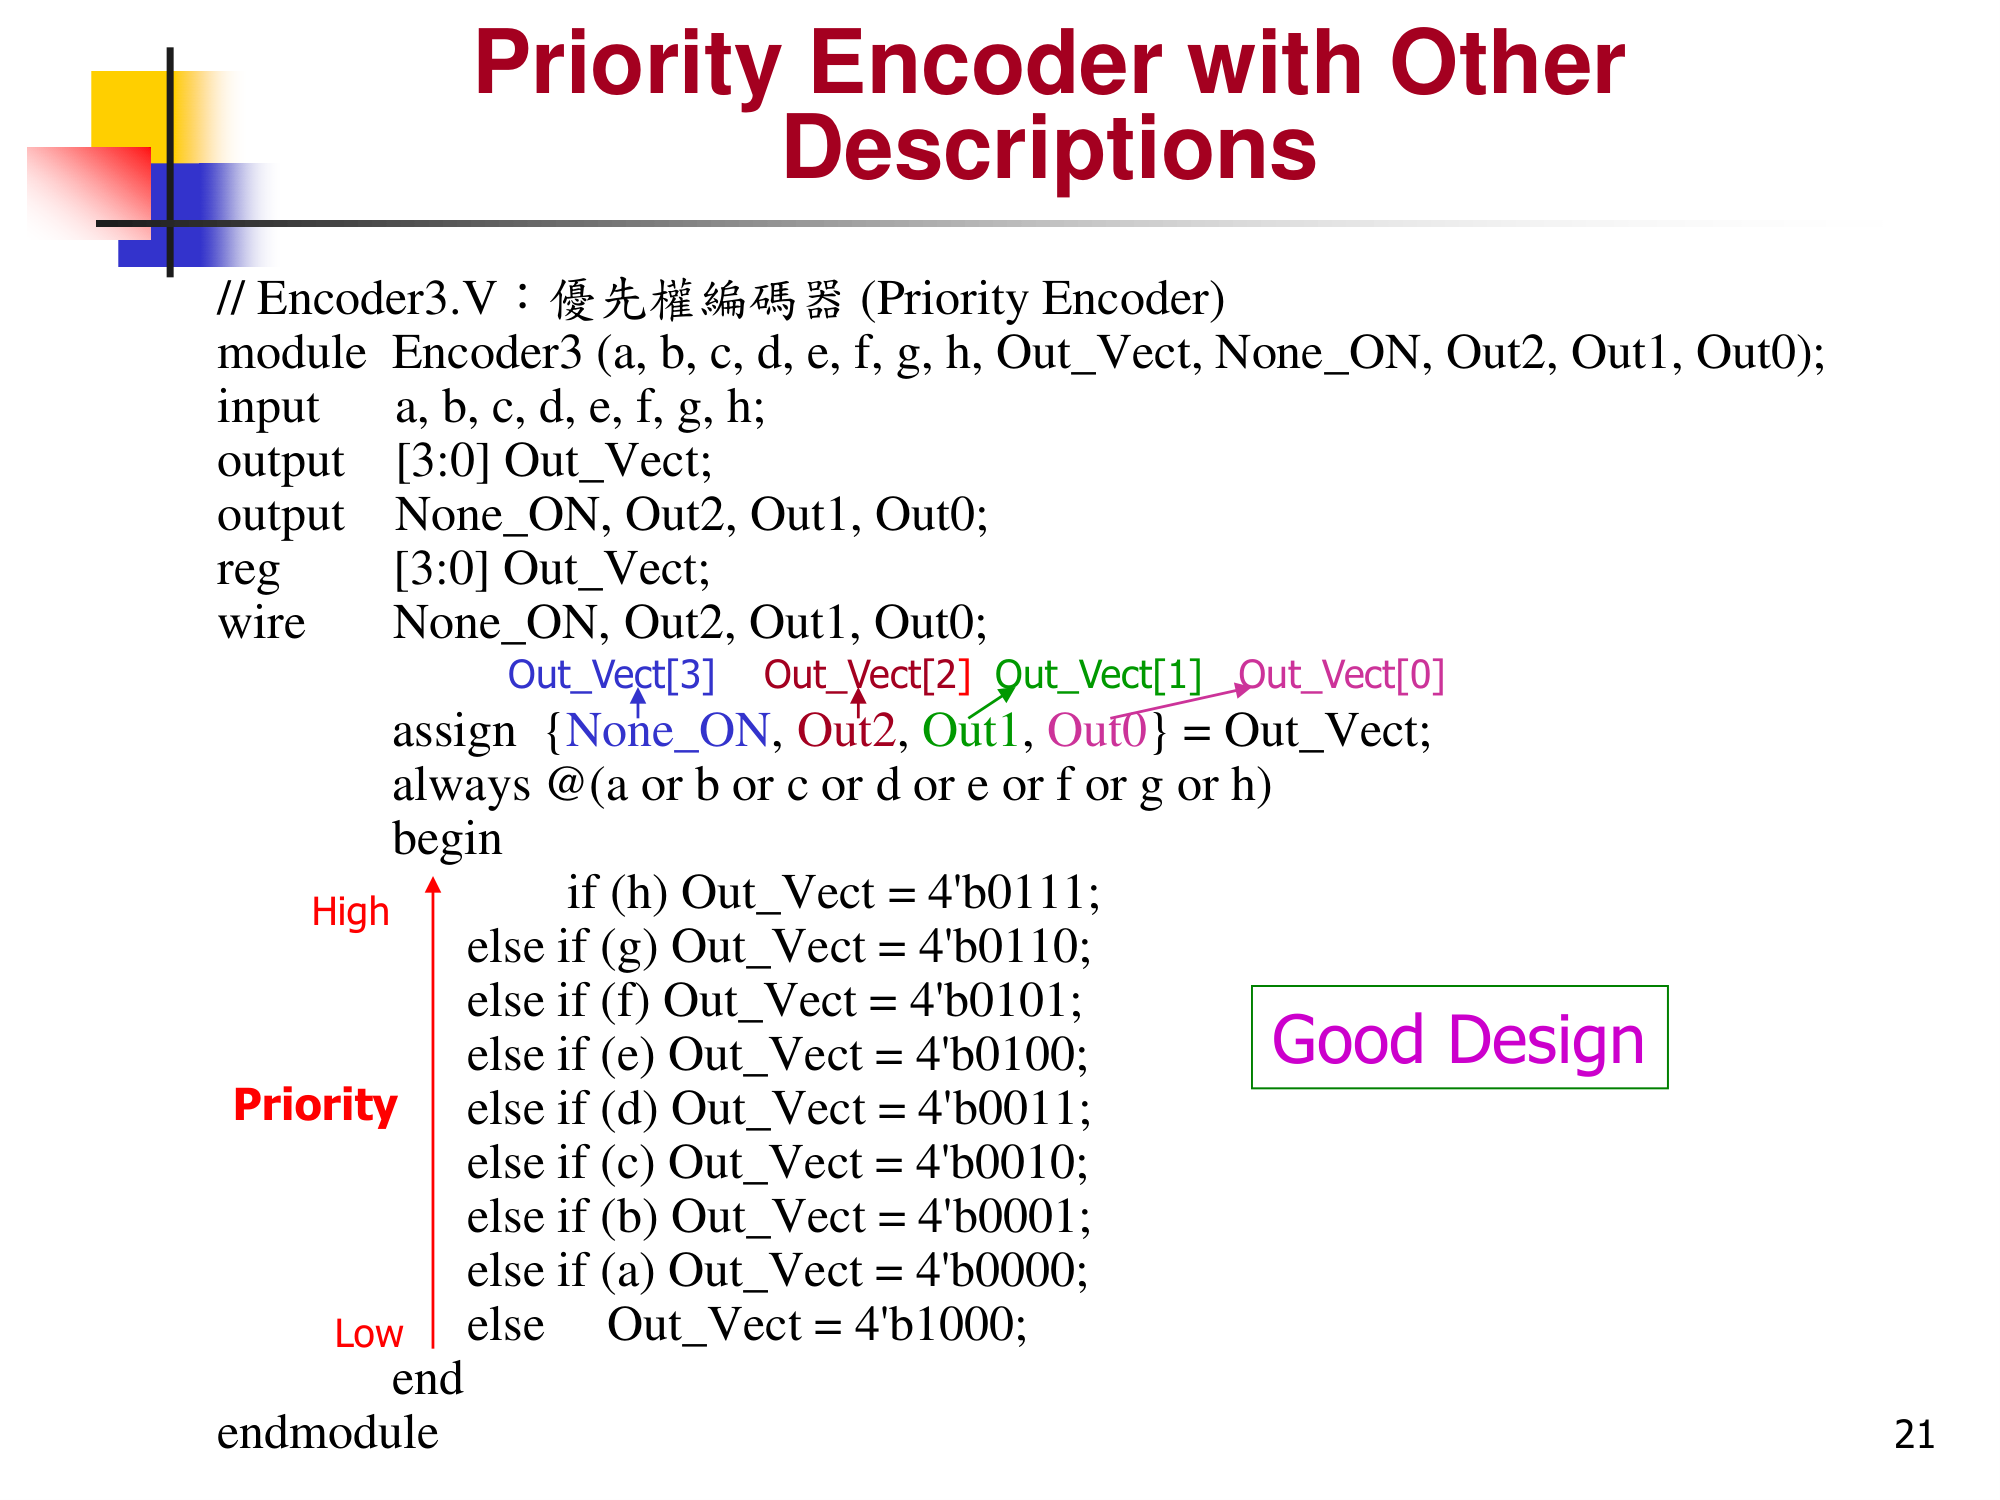 Priority Encoder with Other
Descriptions
// Encoder3.V：優先權編碼器 (Priority Encoder)
module Encoder3 (a, b, c, d, e, f, g, h, Out_Vect, None_ON, Out2, Out1, Out0);
input a, b, c, d, e, f, g, h;
output [3:0] Out_Vect;
output None_ON, Out2, Out1, Out0;
reg [3:0] Out_Vect;
wire None_ON, Out2, Out1, Out0;
Out_Vect[3] Out_Vect[2] Out_Vect[1] Out_Vect[0]
assign {None_ON, Out2, Out1, Out0} = Out_Vect;
always @(a or b or c or d or e or f or g or h)
begin
if (h) Out_Vect = 4'b0111;
High
else if (g) Out_Vect = 4'b0110;
else if (f) Out_Vect = 4'b0101;
Good Design
else if (e) Out_Vect = 4'b0100;
Priority
else if (d) Out_Vect = 4'b0011;
else if (c) Out_Vect = 4'b0010;
else if (b) Out_Vect = 4'b0001;
else if (a) Out_Vect = 4'b0000;
Low
else Out_Vect = 4'b1000;
end
endmodule
21